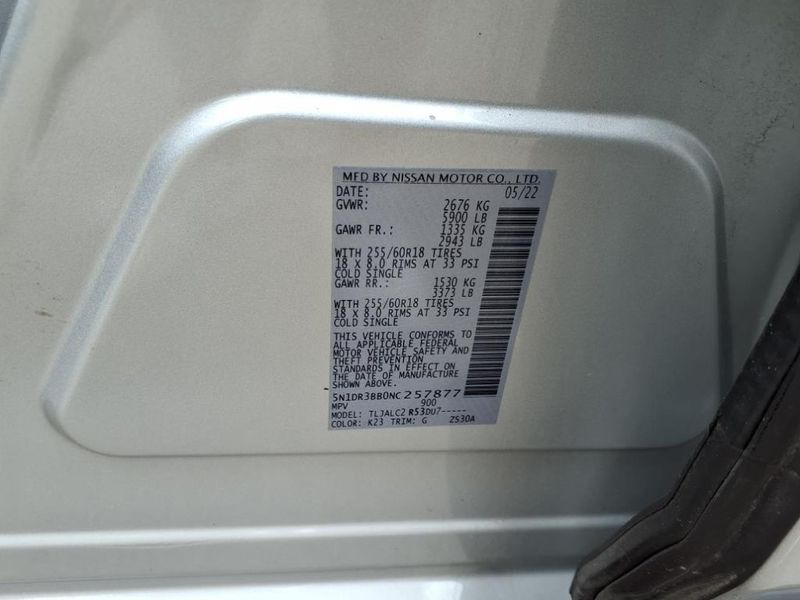 MFD BY NISSAN MOTOR CO., LTD.
DATE: 05/22
GVWR: 2676 KG
5900 LB
GAWR FR.: 1335 KG
2943 LB
WITH 255/60R18 TIRES
18 X 8.0 RIMS AT 33 PSI
COLD SINGLE
GAWR RR.: 1530 KG
3373 LB
WITH 255/60R18 TIRES
18 X 8.0 RIMS AT 33 PSI
COLD SINGLE
THIS VEHICLE CONFORMS TO
ALL APPLICABLE FEDERAL
MOTOR VEHICLE SAFETY AND
THEFT PREVENTION
STANDARDS IN EFFECT ON
THE DATE OF MANUFACTURE
SHOWN ABOVE.
5N1DR3BB0NC257877
MPV 900
MODEL: TLJALC2 R53DU7-----
COLOR: K23 TRIM: G ZS30A